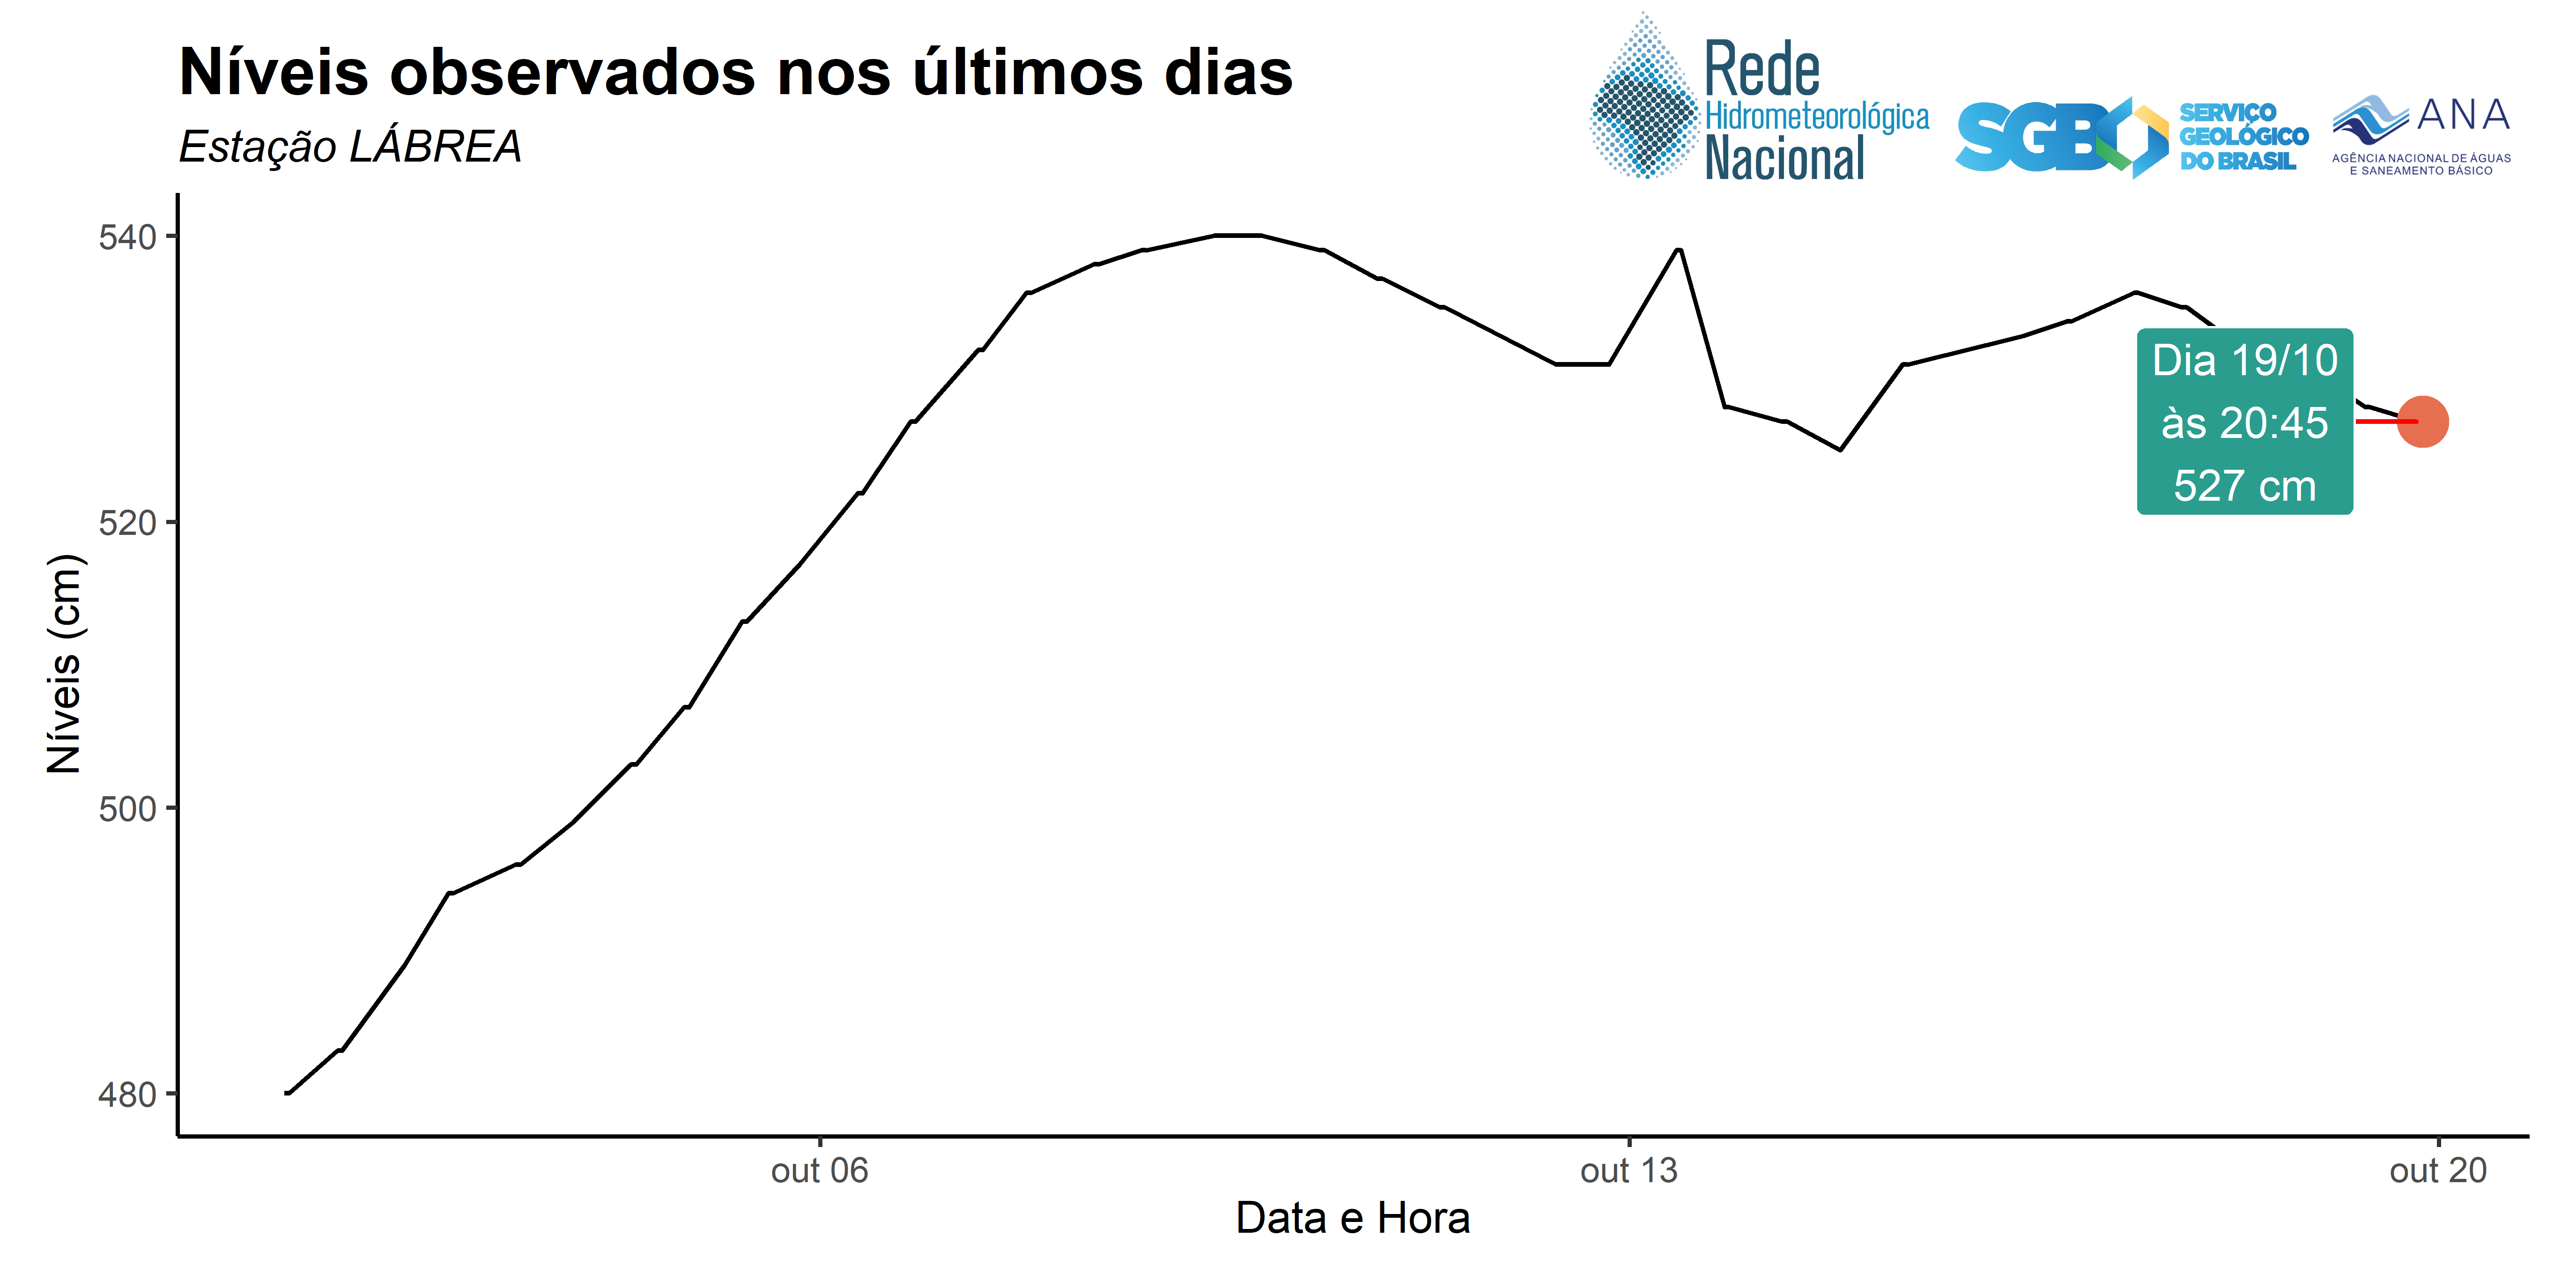 Níveis observados nos últimos dias
Estação LÁBREA
Rede
Hidrometeorológica
Nacional
SGB
SERVIÇO
GEOLÓGICO
DO BRASIL
ANA
AGÊNCIA NACIONAL DE ÁGUAS
E SANEAMENTO BÁSICO
Níveis (cm)
540
520
500
480
Dia 19/10
às 20:45
527 cm
out 06
out 13
out 20
Data e Hora